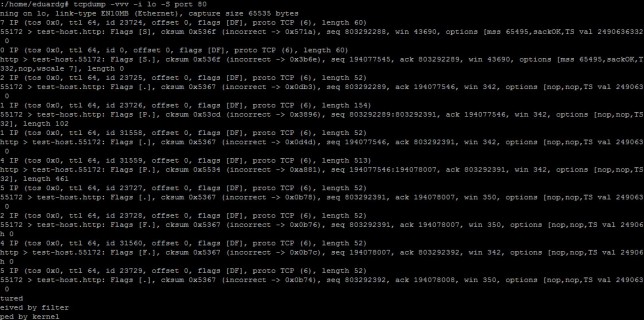 :/home/eduardg# tcpdump -vvv -i lo -S port 80
ning on lo, link-type EN10MB (Ethernet), capture size 65535 bytes
7 IP (tos 0x0, ttl 64, id 23724, offset 0, flags [DF], proto TCP (6), length 60)
55172 > test-host.http: Flags [S], cksum 0x536f (incorrect -> 0x571a), seq 803292288, win 43690, options [mss 65495,sackOK,TS val 2490636332
0
0 IP (tos 0x0, ttl 64, id 0, offset 0, flags [DF], proto TCP (6), length 60)
http > test-host.55172: Flags [S.], cksum 0x536f (incorrect -> 0x3b6e), seq 194077545, ack 803292289, win 43690, options [mss 65495,sackOK,T
332,nop,wscale 7], length 0
5 IP (tos 0x0, ttl 64, id 23725, offset 0, flags [DF], proto TCP (6), length 52)
55172 > test-host.http: Flags [.], cksum 0x5367 (incorrect -> 0x0db3), seq 803292289, ack 194077546, win 342, options [nop,nop,TS val 249063
0
1 IP (tos 0x0, ttl 64, id 23726, offset 0, flags [DF], proto TCP (6), length 154)
55172 > test-host.http: Flags [P.], cksum 0x53cd (incorrect -> 0x3896), seq 803292289:803292391, ack 194077546, win 342, options [nop,nop,TS
32], length 102
1 IP (tos 0x0, ttl 64, id 31558, offset 0, flags [DF], proto TCP (6), length 52)
http > test-host.55172: Flags [.], cksum 0x5367 (incorrect -> 0x0d4d), seq 194077546, ack 803292391, win 342, options [nop,nop,TS val 249063
0
4 IP (tos 0x0, ttl 64, id 31559, offset 0, flags [DF], proto TCP (6), length 513)
http > test-host.55172: Flags [P.], cksum 0x5534 (incorrect -> 0xa881), seq 194077546:194078007, ack 803292391, win 342, options [nop,nop,TS
32], length 461
5 IP (tos 0x0, ttl 64, id 23727, offset 0, flags [DF], proto TCP (6), length 52)
55172 > test-host.http: Flags [.], cksum 0x5367 (incorrect -> 0x0b78), seq 803292391, ack 194078007, win 350, options [nop,nop,TS val 249063
0
2 IP (tos 0x0, ttl 64, id 23728, offset 0, flags [DF], proto TCP (6), length 52)
55172 > test-host.http: Flags [F.], cksum 0x5367 (incorrect -> 0x0b76), seq 803292391, ack 194078007, win 350, options [nop,nop,TS val 24906
h 0
4 IP (tos 0x0, ttl 64, id 31560, offset 0, flags [DF], proto TCP (6), length 52)
http > test-host.55172: Flags [F.], cksum 0x5367 (incorrect -> 0x0b7c), seq 194078007, ack 803292392, win 342, options [nop,nop,TS val 24906
h 0
5 IP (tos 0x0, ttl 64, id 23729, offset 0, flags [DF], proto TCP (6), length 52)
55172 > test-host.http: Flags [.], cksum 0x5367 (incorrect -> 0x0b74), seq 803292392, ack 194078008, win 350, options [nop,nop,TS val 249063
0
tured
eived by filter
ped by kernel